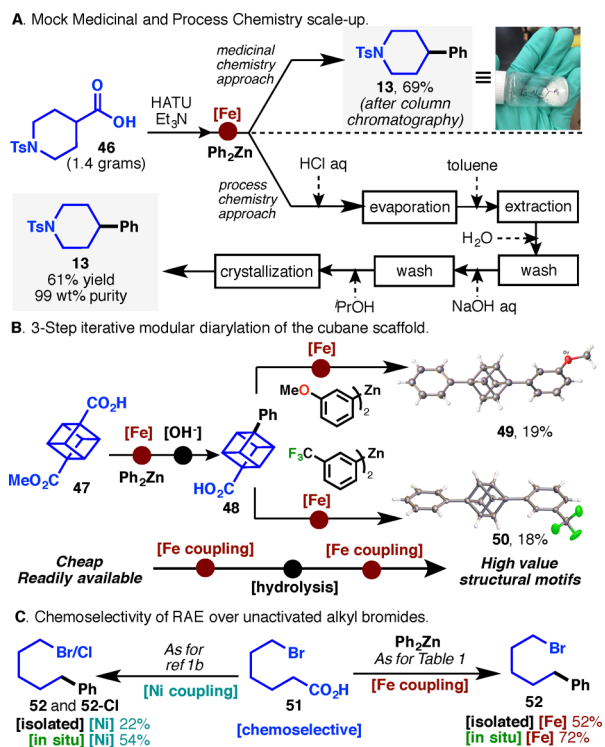 A. Mock Medicinal and Process Chemistry scale-up.
medicinal
chemistry
approach
TsN
Ph
13, 69%
(after column
chromatography)
≡
O
OH
TsN
46
(1.4 grams)
HATU
Et3N
[Fe]
Ph2Zn
process
chemistry
approach
HCl aq
evaporation
toluene
extraction
H2O
wash
NaOH aq
wash
iPrOH
crystallization
TsN
Ph
13
61% yield
99 wt% purity
B. 3-Step iterative modular diarylation of the cubane scaffold.
CO2H
MeO2C
47
[Fe]
[OH-]
Ph2Zn
Ph
HO2C
48
[Fe]
MeO
Zn
2
F3C
Zn
2
[Fe]
49, 19%
50, 18%
Cheap
Readily available
[Fe coupling]
[hydrolysis]
[Fe coupling]
High value
structural motifs
C. Chemoselectivity of RAE over unactivated alkyl bromides.
Br/Cl
Ph
52 and 52-Cl
[isolated] [Ni] 22%
[in situ] [Ni] 54%
As for
ref 1b
[Ni coupling]
Br
CO2H
51
[chemoselective]
Ph2Zn
As for Table 1
[Fe coupling]
Br
Ph
52
[isolated] [Fe] 52%
[in situ] [Fe] 72%